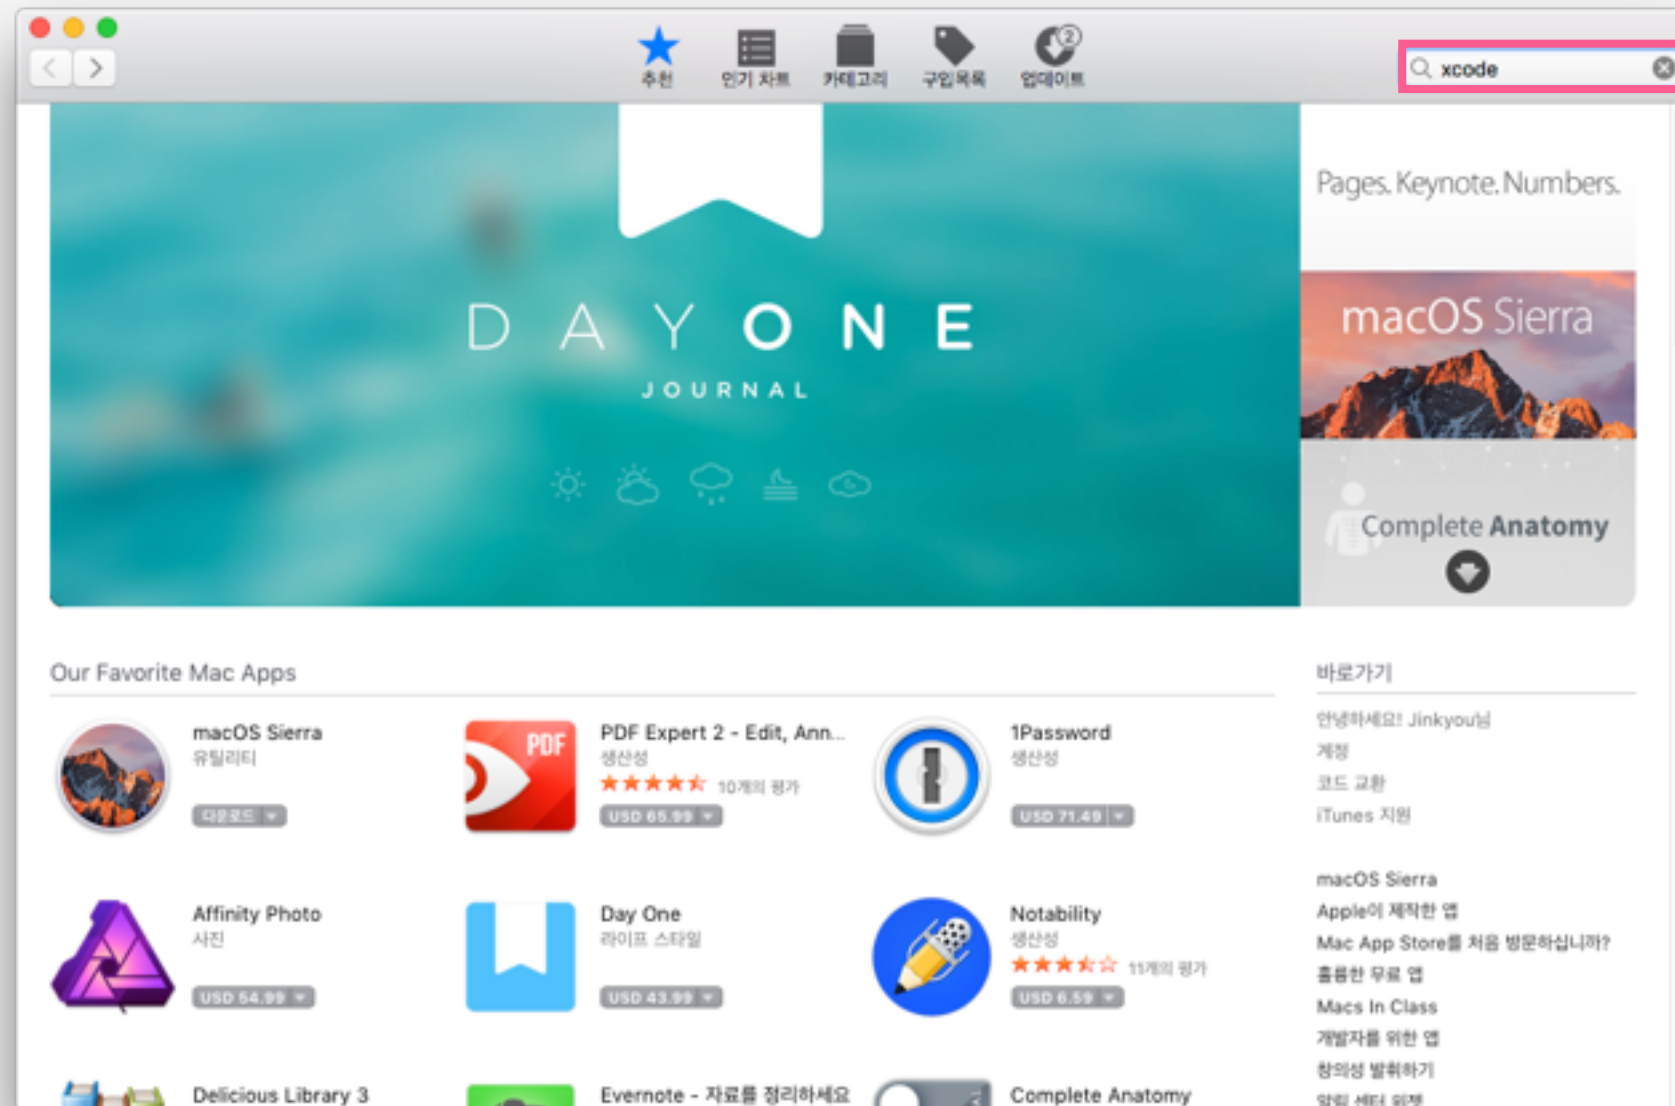 추천
인기 차트
카테고리
구입목록
업데이트
2
xcode
DAYONE
JOURNAL
Pages. Keynote. Numbers.
macOS Sierra
Complete Anatomy
Our Favorite Mac Apps
macOS Sierra
유틸리티
다운로드
PDF
PDF Expert 2 - Edit, Ann...
생산성
10개의 평가
USD 65.99
1Password
생산성
USD 71.49
Affinity Photo
사진
USD 54.99
Day One
라이프 스타일
USD 43.99
Notability
생산성
11개의 평가
USD 6.59
Delicious Library 3
Evernote - 자료를 정리하세요
Complete Anatomy
바로가기
안녕하세요! Jinkyou님
계정
코드 교환
iTunes 지원
macOS Sierra
Apple이 제작한 앱
Mac App Store를 처음 방문하십니까?
훌륭한 무료 앱
Macs In Class
개발자를 위한 앱
창의성 발휘하기
알림 센터 위젯